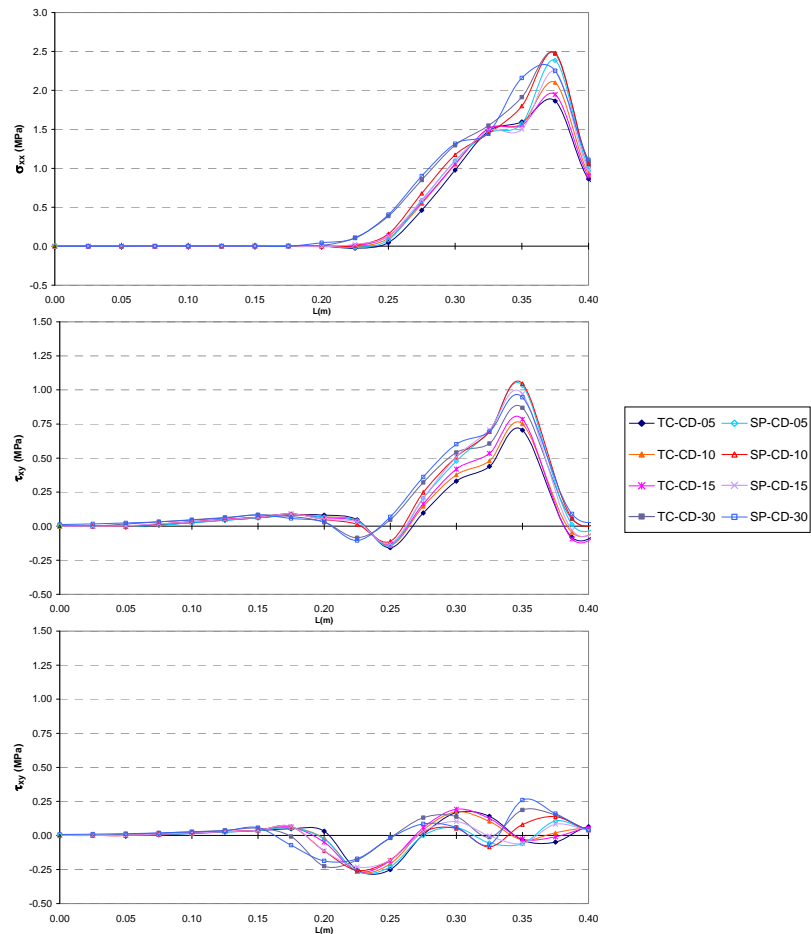 3.0
2.5
2.0
1.5
1.0
0.5
0.0
-0.5
σxx (MPa)
0.00 0.05 0.10 0.15 0.20 0.25 0.30 0.35 0.40
L(m)
1.50
1.25
1.00
0.75
0.50
0.25
0.00
-0.25
-0.50
τxy (MPa)
0.00 0.05 0.10 0.15 0.20 0.25 0.30 0.35 0.40
L(m)
TC-CD-05 SP-CD-05
TC-CD-10 SP-CD-10
TC-CD-15 SP-CD-15
TC-CD-30 SP-CD-30
1.50
1.25
1.00
0.75
0.50
0.25
0.00
-0.25
-0.50
τxy (MPa)
0.00 0.05 0.10 0.15 0.20 0.25 0.30 0.35 0.40
L(m)